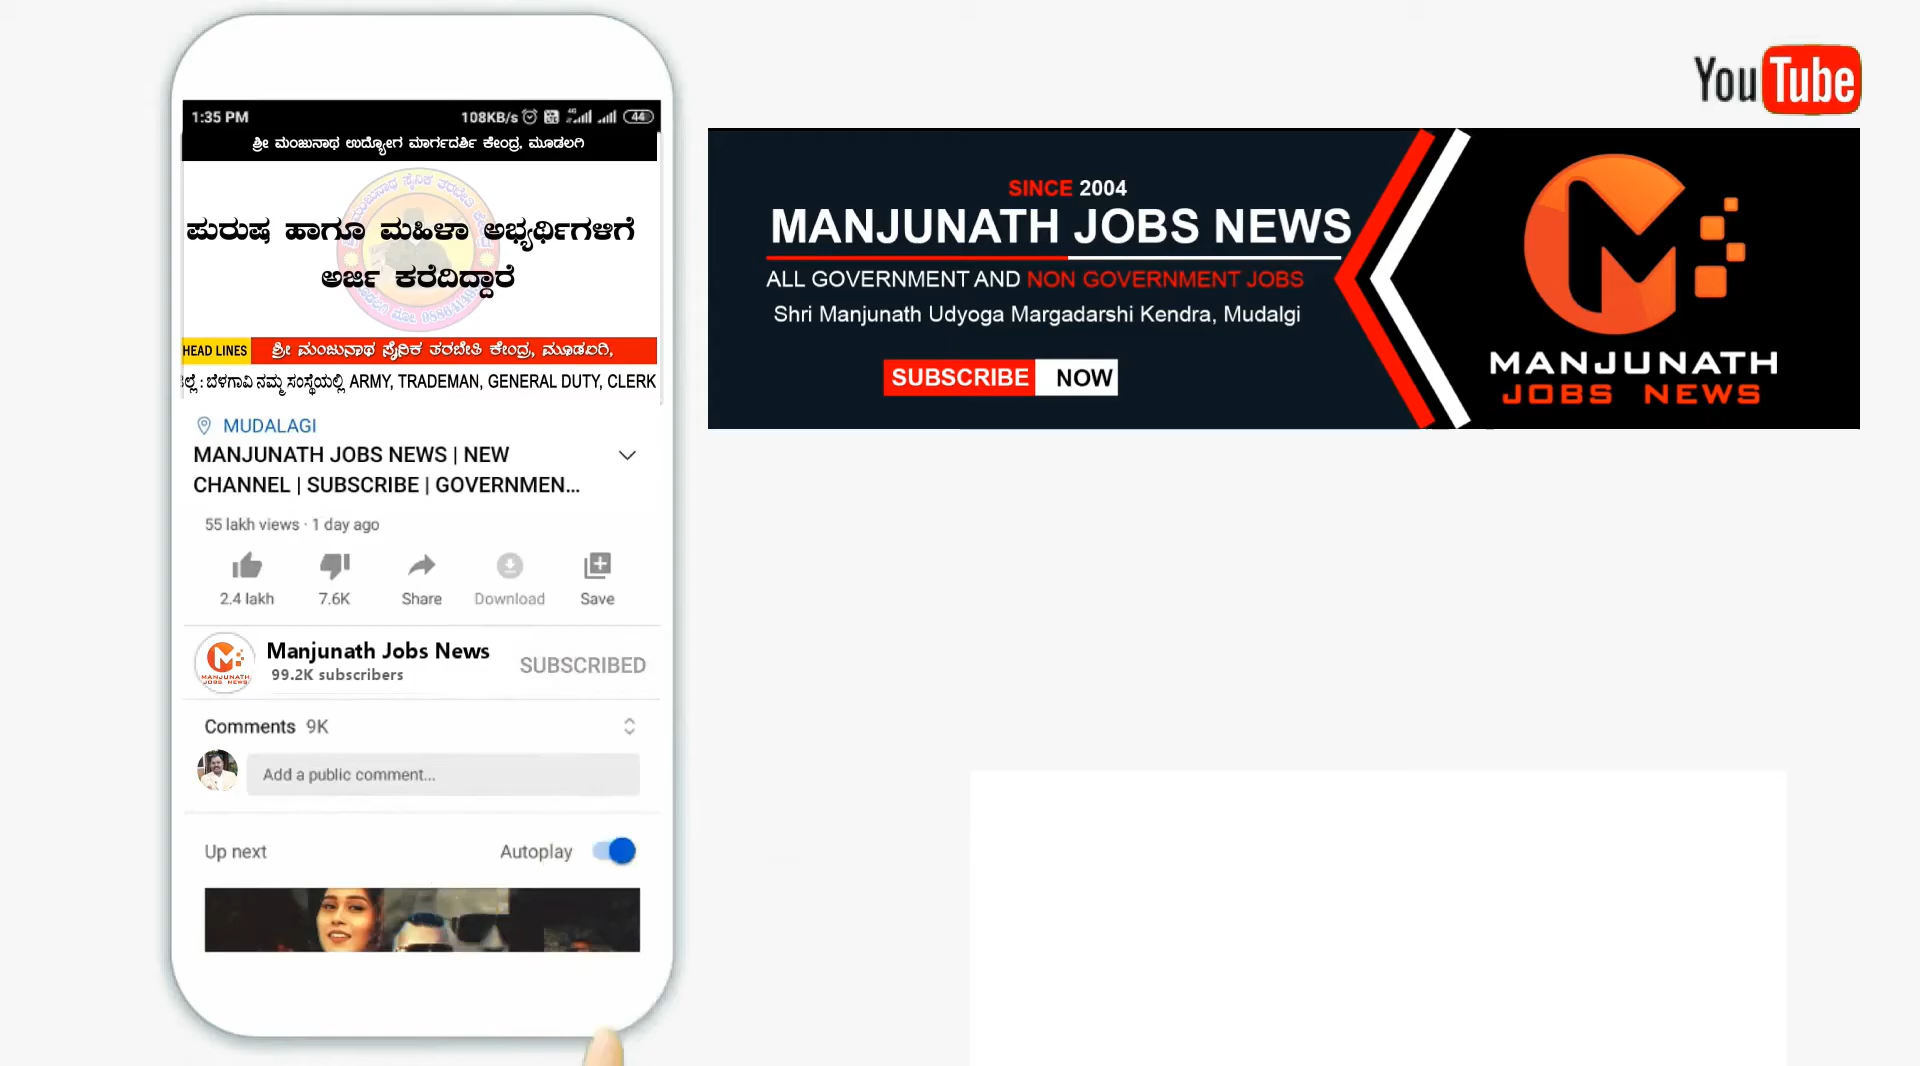 1:35 PM
108KB/s
44
ಶ್ರೀ ಮಂಜುನಾಥ ಉದ್ಯೋಗ ಮಾರ್ಗದರ್ಶಿ ಕೇಂದ್ರ, ಮೂಡಲಗಿ
ಪುರುಷ ಹಾಗೂ ಮಹಿಳಾ ಅಭ್ಯರ್ಥಿಗಳಿಗೆ
ಅರ್ಜಿ ಕರೆದಿದ್ದಾರೆ
HEAD LINES
ಶ್ರೀ ಮಂಜುನಾಥ ಸೈನಿಕ ತರಬೇತಿ ಕೇಂದ್ರ, ಮೂಡಲಗಿ,
ಬೆಳಗಾವಿ ನಮ್ಮ ಸಂಸ್ಥೆಯಲ್ಲಿ ARMY, TRADEMAN, GENERAL DUTY, CLERK
MUDALAGI
MANJUNATH JOBS NEWS | NEW
CHANNEL | SUBSCRIBE | GOVERNMEN...
55 lakh views · 1 day ago
2.4 lakh 7.6K Share Download Save
MANJUNATH
JOBS NEWS
Manjunath Jobs News
99.2K subscribers
SUBSCRIBED
Comments 9K
Add a public comment...
Up next Autoplay
YouTube
SINCE 2004
MANJUNATH JOBS NEWS
ALL GOVERNMENT AND NON GOVERNMENT JOBS
Shri Manjunath Udyoga Margadarshi Kendra, Mudalgi
SUBSCRIBE NOW
MANJUNATH
JOBS NEWS